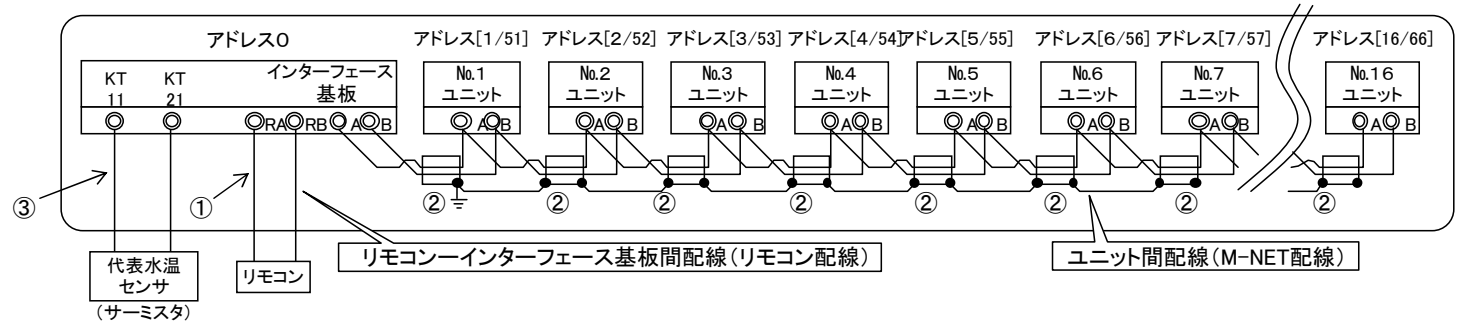 アドレス0
アドレス[1/51]
アドレス[2/52]
アドレス[3/53]
アドレス[4/54]
アドレス[5/55]
アドレス[6/56]
アドレス[7/57]
アドレス[16/66]
KT
11
KT
21
インターフェース
基板
RA
RB
A
B
No.1
ユニット
A
B
No.2
ユニット
A
B
No.3
ユニット
A
B
No.4
ユニット
A
B
No.5
ユニット
A
B
No.6
ユニット
A
B
No.7
ユニット
A
B
No.16
ユニット
A
B
③
①
②
②
②
②
②
②
②
②
代表水温
センサ
(サーミスタ)
リモコン
リモコンーインターフェース基板間配線(リモコン配線)
ユニット間配線(M-NET配線)